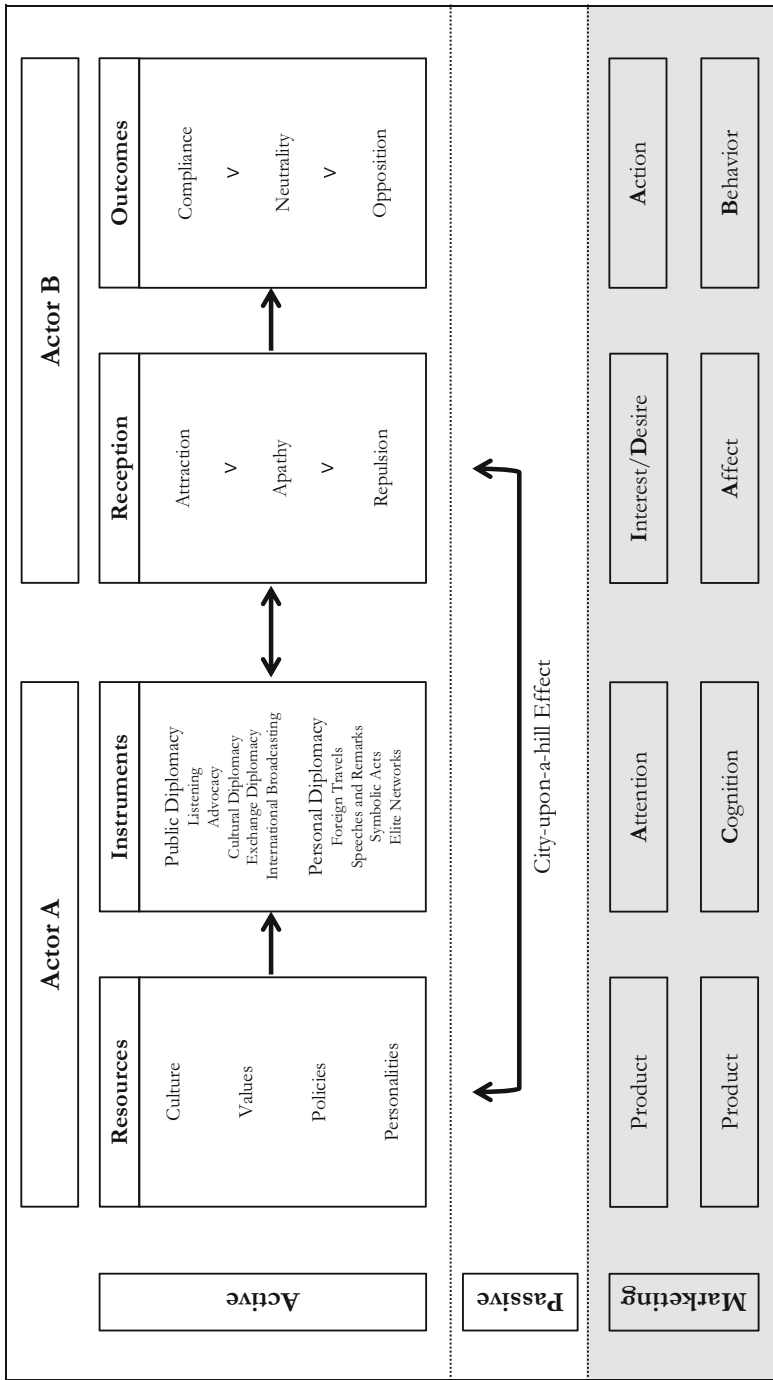 Actor A
Actor B
Active
Resources
Culture
Values
Policies
Personalities
Instruments
Public Diplomacy
Listening
Advocacy
Cultural Diplomacy
Exchange Diplomacy
International Broadcasting
Personal Diplomacy
Foreign Travels
Speeches and Remarks
Symbolic Acts
Elite Networks
Reception
Attraction
V
Apathy
V
Repulsion
Outcomes
Compliance
V
Neutrality
V
Opposition
Passive
City-upon-a-hill Effect
Marketing
Product
Attention
Interest/Desire
Action
Product
Cognition
Affect
Behavior